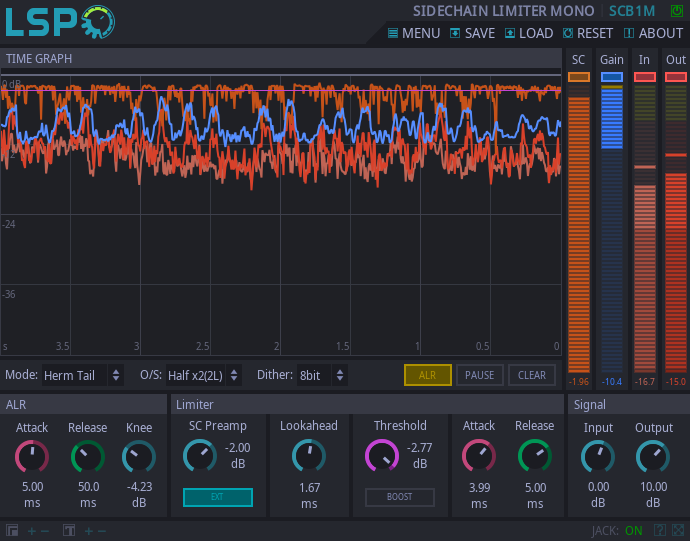 LSP
SIDECHAIN LIMITER MONO SCB1M
MENU SAVE LOAD RESET ABOUT
TIME GRAPH
SC Gain In Out
0 dB
-24
-36
s 3.5 3 2.5 2 1.5 1 0.5 0
-1.96 -10.4 -16.7 -15.0
Mode: Herm Tail O/S: Half x2(2L) Dither: 8bit ALR PAUSE CLEAR
ALR
Attack Release Knee
5.00 50.0 -4.23
ms ms dB
Limiter
SC Preamp Lookahead Threshold Attack Release
-2.00
dB
-2.77
dB
1.67
ms
3.99 5.00
ms ms
EXT BOOST
Signal
Input Output
0.00 10.00
dB dB
JACK: ON